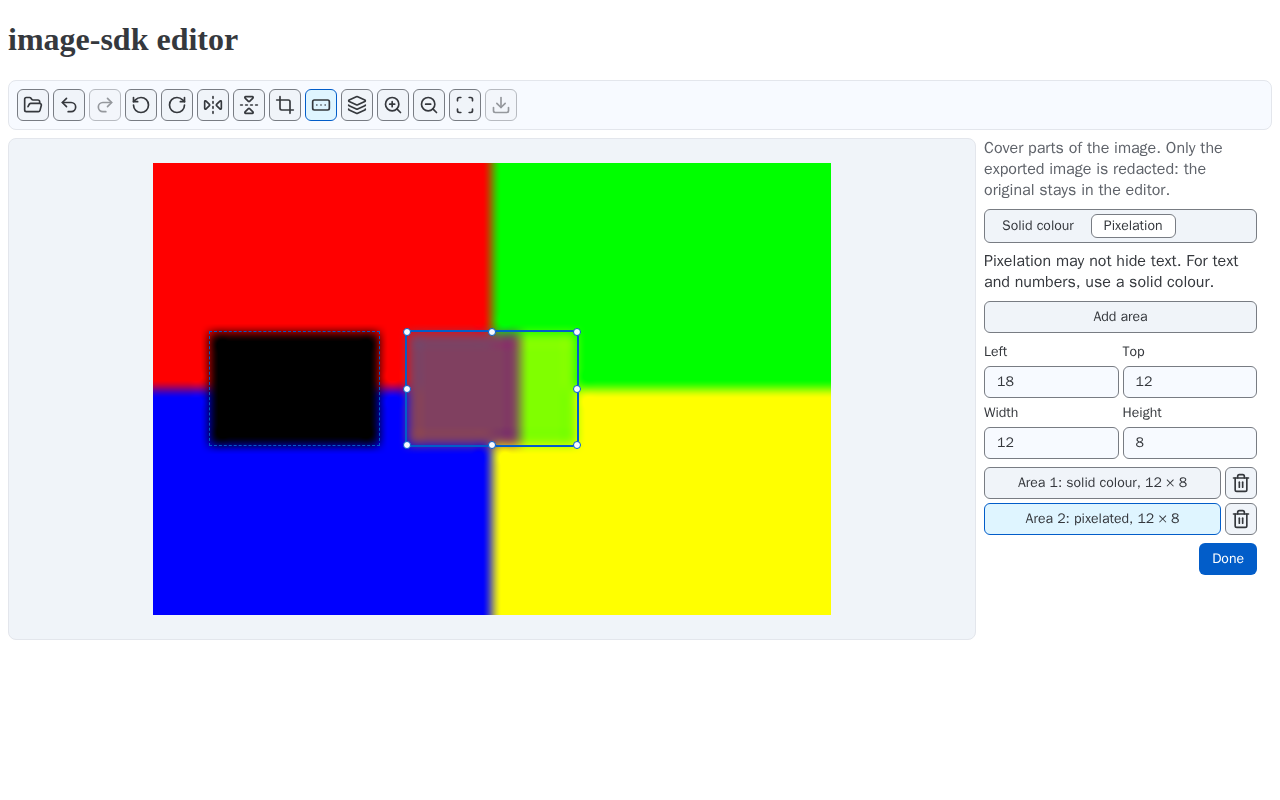 image-sdk editor
Cover parts of the image. Only the
exported image is redacted: the
original stays in the editor.
Solid colour Pixelation
Pixelation may not hide text. For text
and numbers, use a solid colour.
Add area
Left Top
18 12
Width Height
12 8
Area 1: solid colour, 12 × 8
Area 2: pixelated, 12 × 8
Done